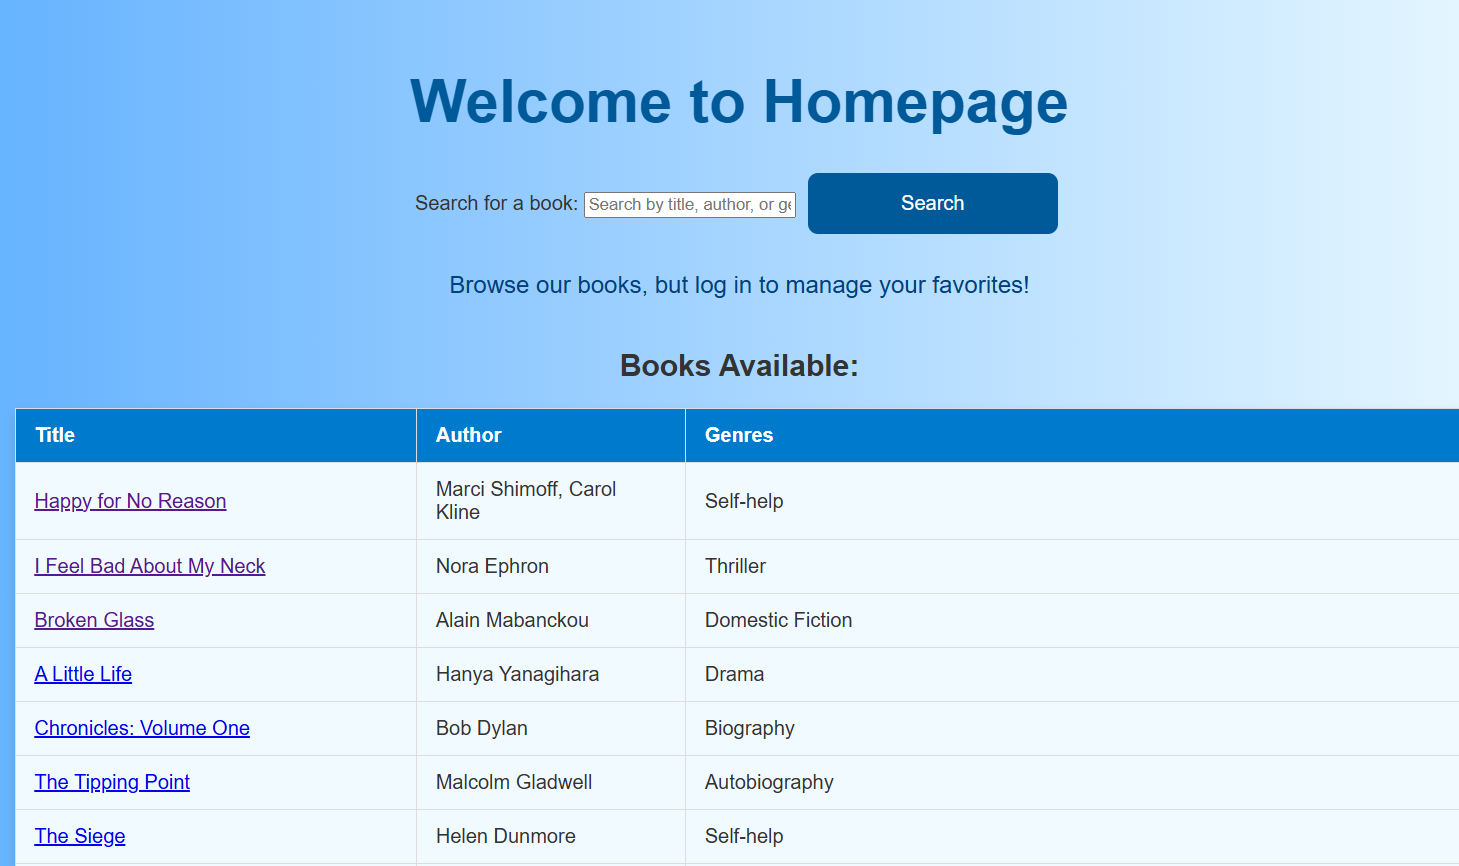 Welcome to Homepage
Search for a book: Search by title, author, or ge Search
Browse our books, but log in to manage your favorites!
Books Available:
Title Author Genres
Happy for No Reason Marci Shimoff, Carol Kline Self-help
I Feel Bad About My Neck Nora Ephron Thriller
Broken Glass Alain Mabanckou Domestic Fiction
A Little Life Hanya Yanagihara Drama
Chronicles: Volume One Bob Dylan Biography
The Tipping Point Malcolm Gladwell Autobiography
The Siege Helen Dunmore Self-help